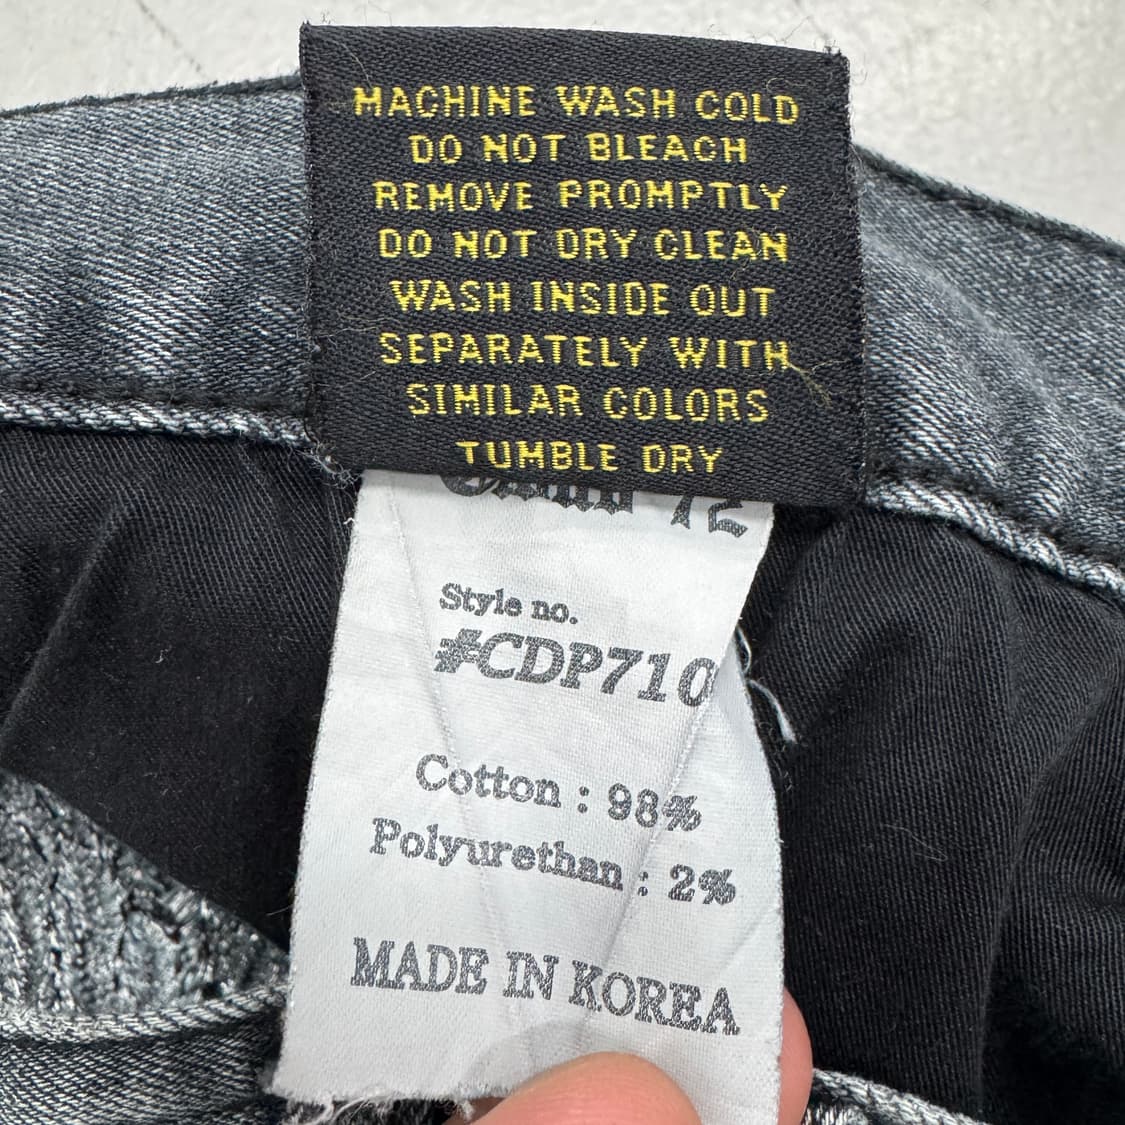 MACHINE WASH COLD
DO NOT BLEACH
REMOVE PROMPTLY
DO NOT DRY CLEAN
WASH INSIDE OUT
SEPARATELY WITH
SIMILAR COLORS
TUMBLE DRY
72
Style no.
#CDP710
Cotton : 98%
Polyurethan : 2%
MADE IN KOREA